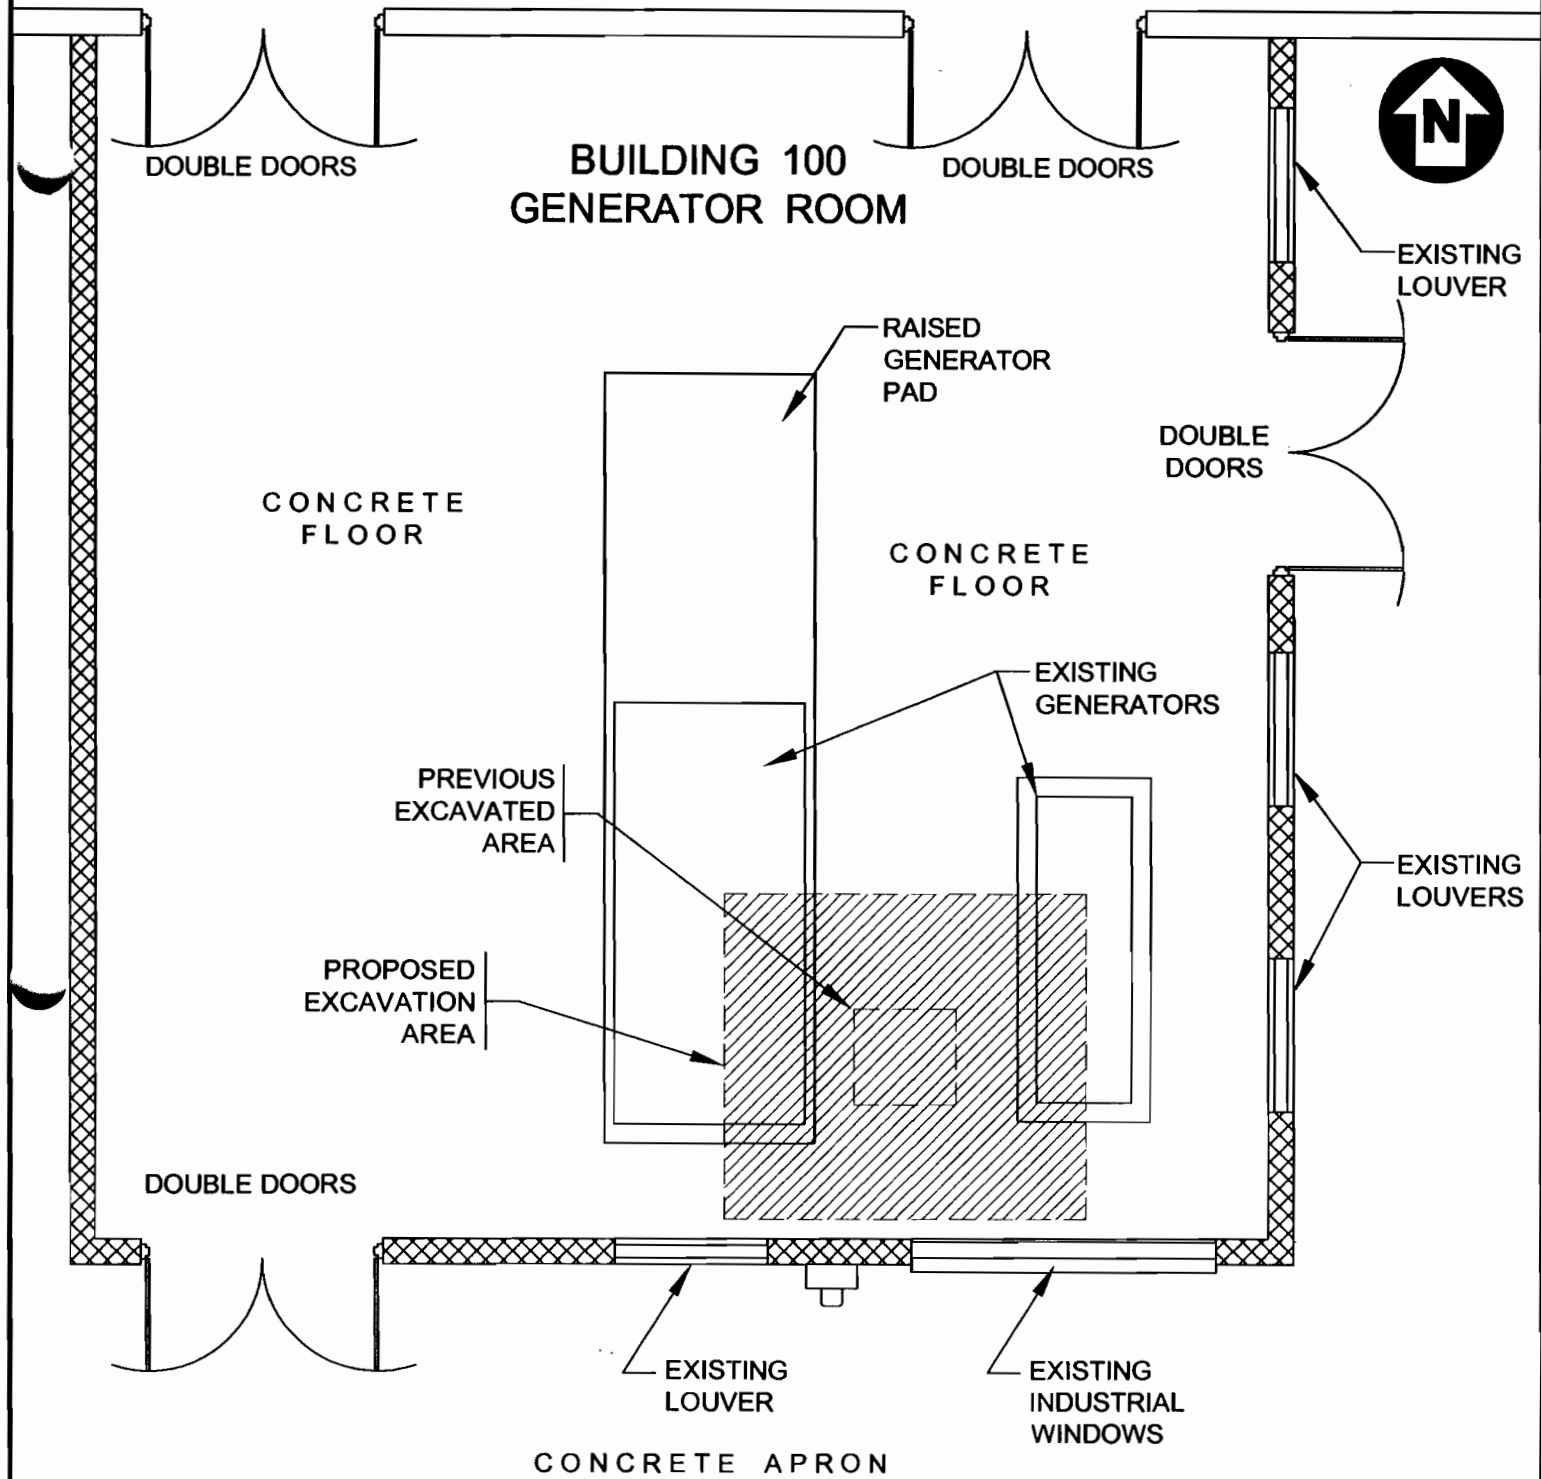 DOUBLE DOORS
BUILDING 100
GENERATOR ROOM
DOUBLE DOORS
N
EXISTING
LOUVER
RAISED
GENERATOR
PAD
DOUBLE
DOORS
CONCRETE
FLOOR
CONCRETE
FLOOR
EXISTING
GENERATORS
PREVIOUS
EXCAVATED
AREA
EXISTING
LOUVERS
PROPOSED
EXCAVATION
AREA
DOUBLE DOORS
EXISTING
LOUVER
EXISTING
INDUSTRIAL
WINDOWS
CONCRETE APRON